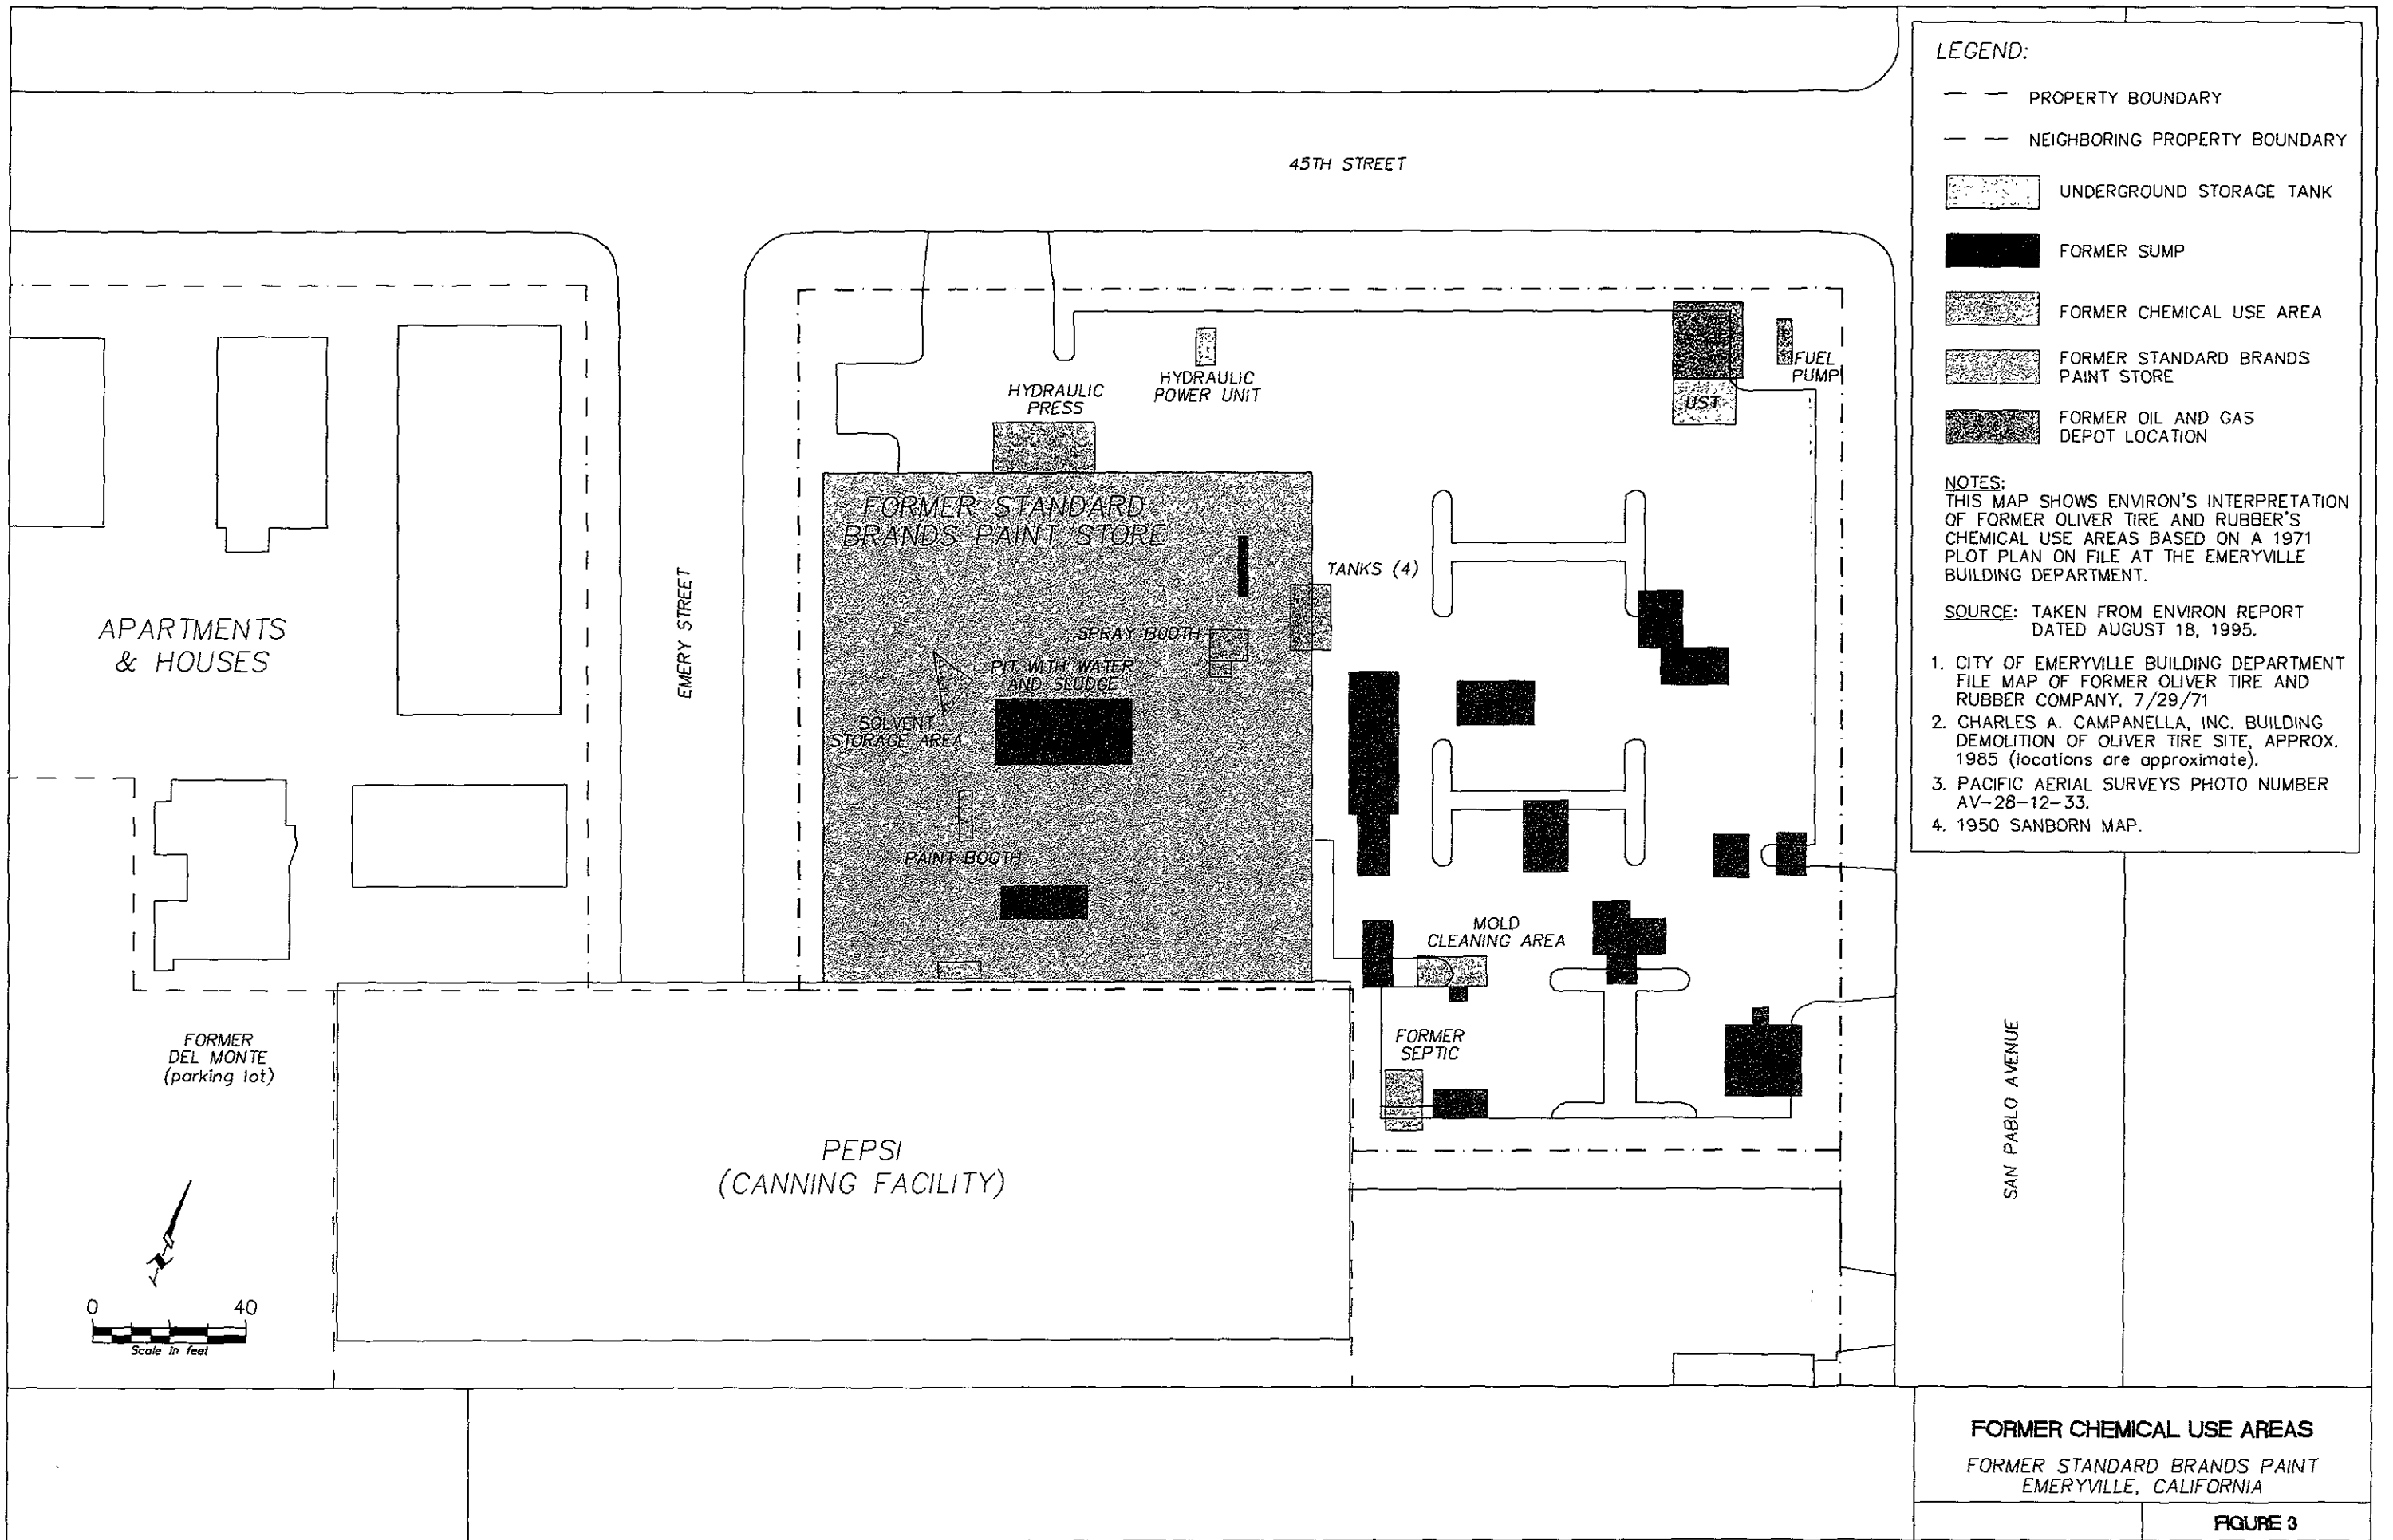 45TH STREET
EMERY STREET
SAN PABLO AVENUE
APARTMENTS
& HOUSES
HYDRAULIC
PRESS
HYDRAULIC
POWER UNIT
FUEL
PUMP
UST
FORMER STANDARD
BRANDS PAINT STORE
TANKS (4)
SPRAY BOOTH
PIT WITH WATER
AND SLUDGE
SOLVENT
STORAGE AREA
PAINT BOOTH
MOLD
CLEANING AREA
FORMER
SEPTIC
FORMER
DEL MONTE
(parking lot)
PEPSI
(CANNING FACILITY)
N
0 40
Scale in feet
LEGEND:
PROPERTY BOUNDARY
NEIGHBORING PROPERTY BOUNDARY
UNDERGROUND STORAGE TANK
FORMER SUMP
FORMER CHEMICAL USE AREA
FORMER STANDARD BRANDS
PAINT STORE
FORMER OIL AND GAS
DEPOT LOCATION
NOTES:
THIS MAP SHOWS ENVIRON'S INTERPRETATION
OF FORMER OLIVER TIRE AND RUBBER'S
CHEMICAL USE AREAS BASED ON A 1971
PLOT PLAN ON FILE AT THE EMERYVILLE
BUILDING DEPARTMENT.
SOURCE: TAKEN FROM ENVIRON REPORT
DATED AUGUST 18, 1995.
1. CITY OF EMERYVILLE BUILDING DEPARTMENT
FILE MAP OF FORMER OLIVER TIRE AND
RUBBER COMPANY, 7/29/71
2. CHARLES A. CAMPANELLA, INC. BUILDING
DEMOLITION OF OLIVER TIRE SITE, APPROX.
1985 (locations are approximate).
3. PACIFIC AERIAL SURVEYS PHOTO NUMBER
AV-28-12-33.
4. 1950 SANBORN MAP.
FORMER CHEMICAL USE AREAS
FORMER STANDARD BRANDS PAINT
EMERYVILLE, CALIFORNIA
FIGURE 3